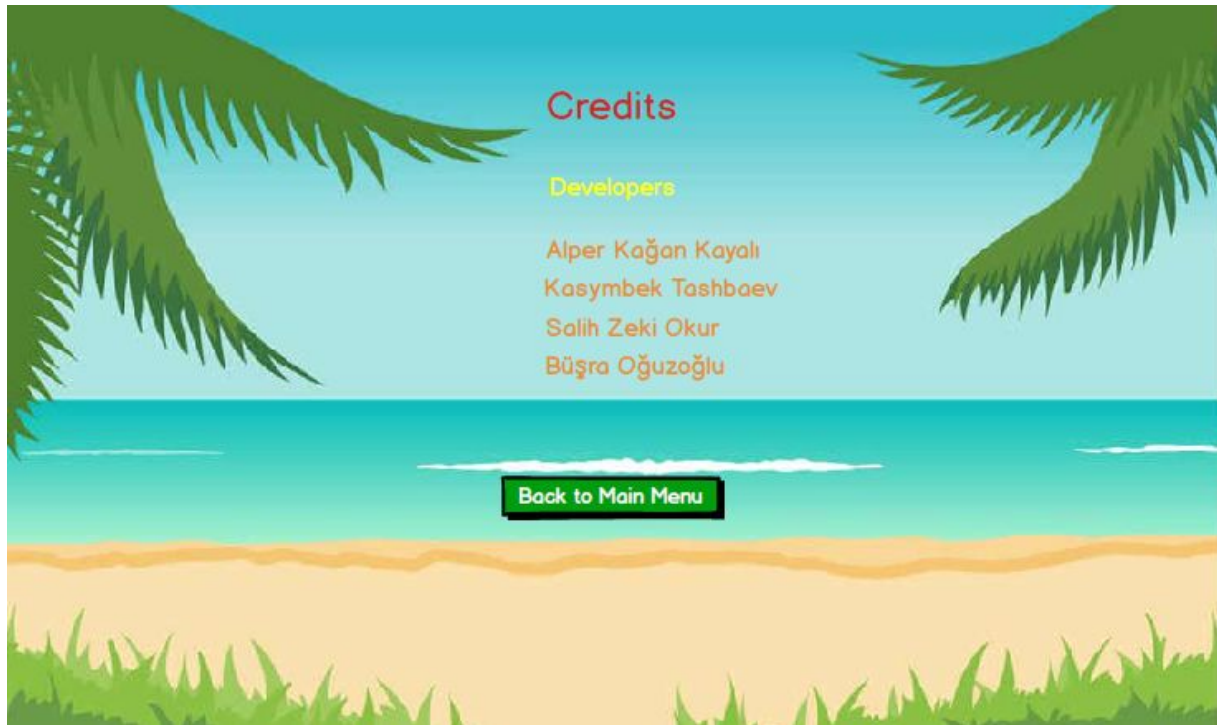 Credits
Developers
Alper Kağan Kayalı
Kasymbek Tashbaev
Salih Zeki Okur
Büşra Oğuzoğlu
Back to Main Menu